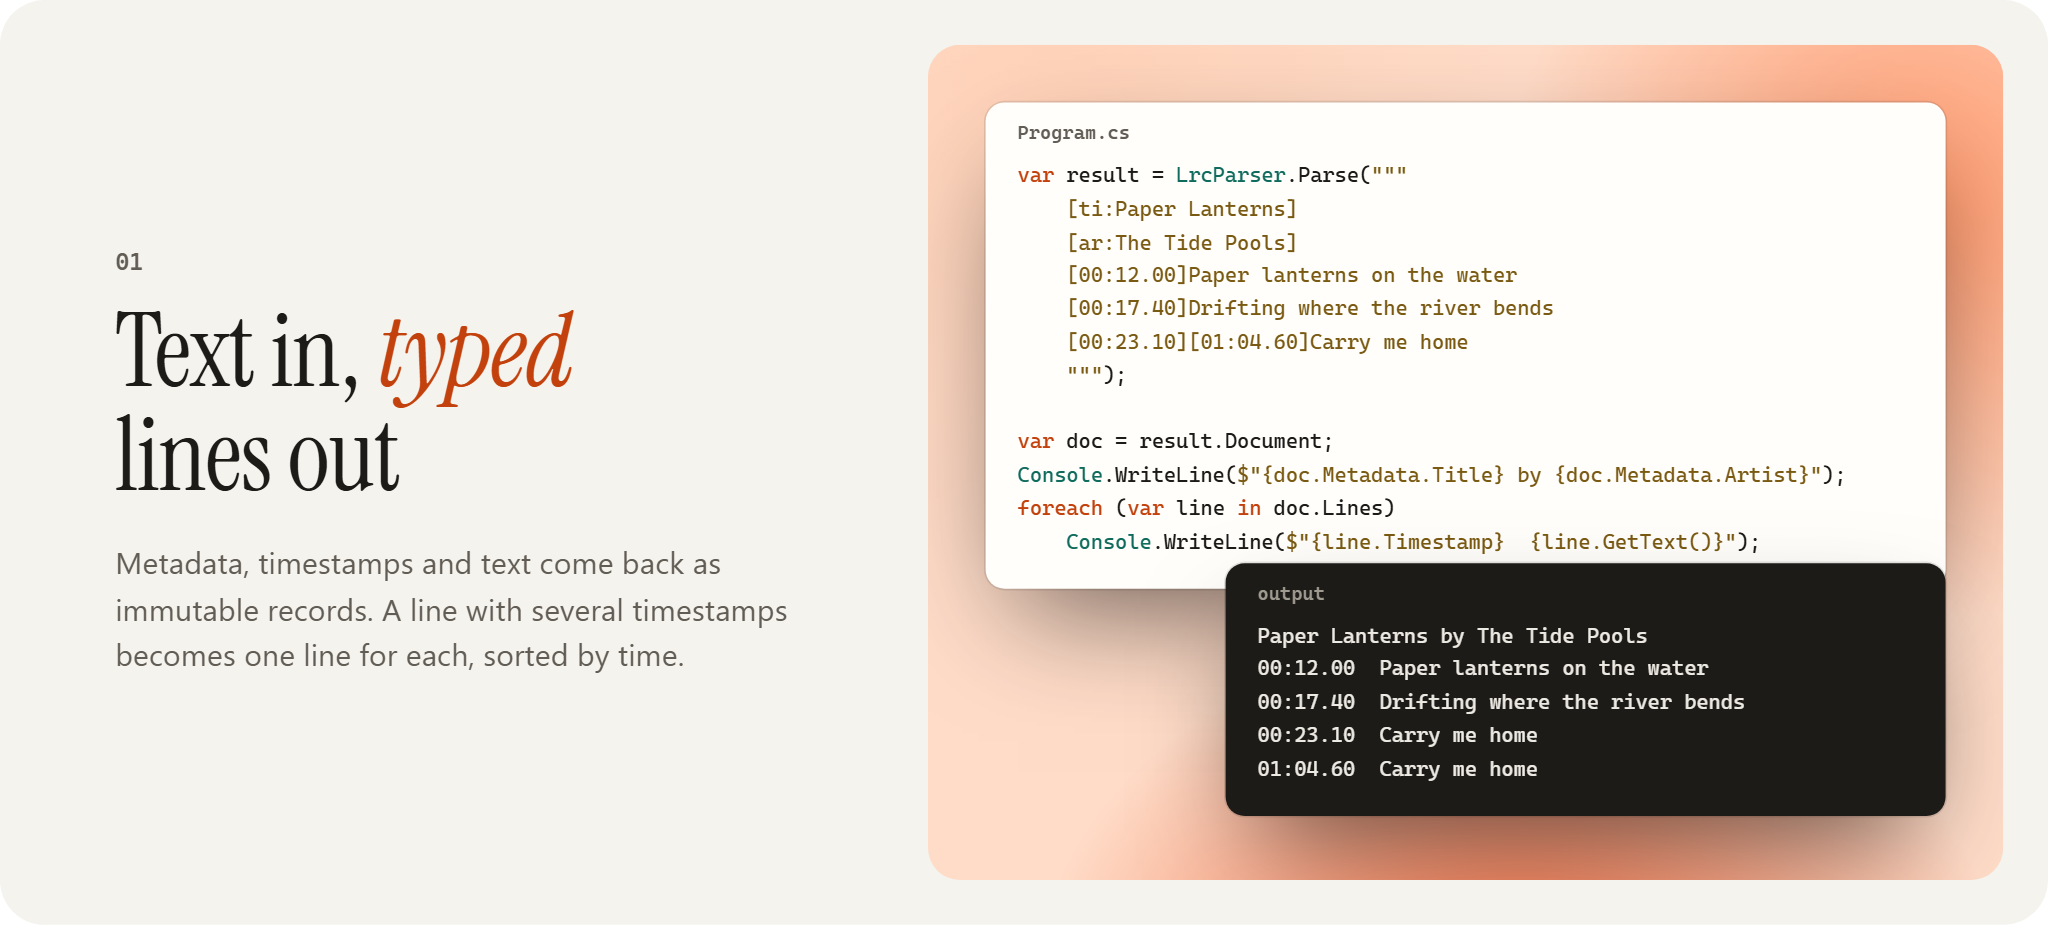 01
Text in, typed
lines out
Metadata, timestamps and text come back as
immutable records. A line with several timestamps
becomes one line for each, sorted by time.
Program.cs
var result = LrcParser.Parse("""
    [ti:Paper Lanterns]
    [ar:The Tide Pools]
    [00:12.00]Paper lanterns on the water
    [00:17.40]Drifting where the river bends
    [00:23.10][01:04.60]Carry me home
    """);
var doc = result.Document;
Console.WriteLine($"{doc.Metadata.Title} by {doc.Metadata.Artist}");
foreach (var line in doc.Lines)
    Console.WriteLine($"{line.Timestamp}  {line.GetText()}");
output
Paper Lanterns by The Tide Pools
00:12.00  Paper lanterns on the water
00:17.40  Drifting where the river bends
00:23.10  Carry me home
01:04.60  Carry me home